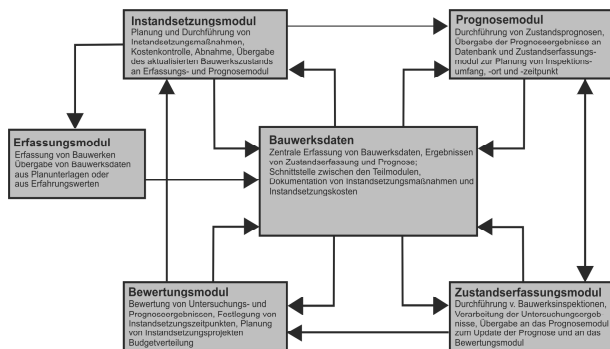 Instandsetzungsmodul
Planung und Durchführung von
Instandsetzungsmaßnahmen,
Kostenkontrolle, Abnahme, Übergabe
des aktualisierten Bauwerkszustands
an Erfassungs- und Prognosemodul
Prognosemodul
Durchführung von Zustandsprognosen,
Übergabe der Prognoseergebnisse an
Datenbank und Zustandserfassungs-
modul zur Planung von Inspektions-
umfang, -ort und -zeitpunkt
Erfassungsmodul
Erfassung von Bauwerken
Übergabe von Bauwerksdaten
aus Planunterlagen oder
aus Erfahrungswerten
Bauwerksdaten
Zentrale Erfassung von Bauwerksdaten, Ergebnissen
von Zustandserfassung und Prognose;
Schnittstelle zwischen den Teilmodulen,
Dokumentation von Instandsetzungsmaßnahmen und
Instandsetzungskosten
Bewertungsmodul
Bewertung von Untersuchungs- und
Prognoseergebnissen, Festlegung von
Instandsetzungszeitpunkten, Planung
von Instandsetzungsprojekten
Budgetverteilung
Zustandserfassungsmodul
Durchführung v. Bauwerksinspektionen,
Verarbeitung der Untersuchungsergeb
nisse, Übergabe an das Prognosemodul
zum Update der Prognose und an das
Bewertungsmodul